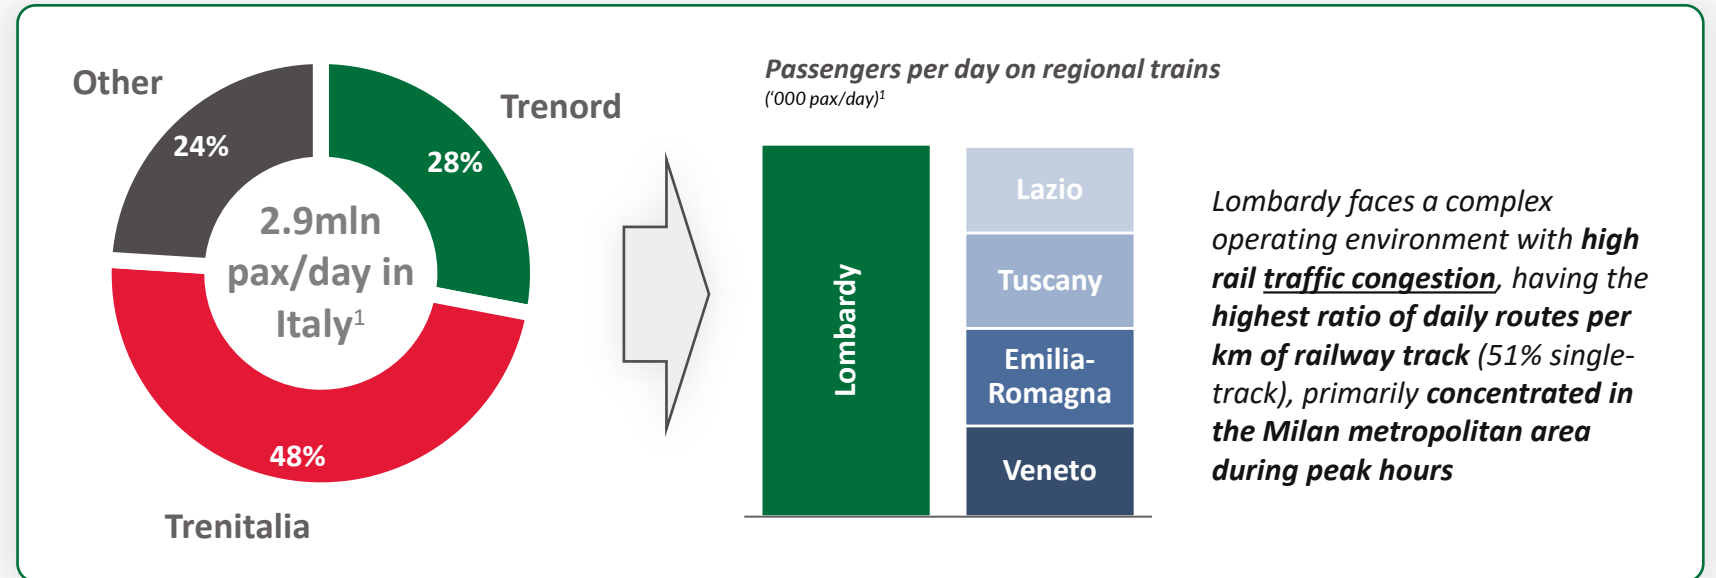 Other
24%
Trenord
28%
2.9mln
pax/day in
Italy1
48%
Trenitalia
Passengers per day on regional trains
(‘000 pax/day)1
Lombardy
Lazio
Tuscany
Emilia-
Romagna
Veneto
Lombardy faces a complex
operating environment with high
rail traffic congestion, having the
highest ratio of daily routes per
km of railway track (51% single-
track), primarily concentrated in
the Milan metropolitan area
during peak hours